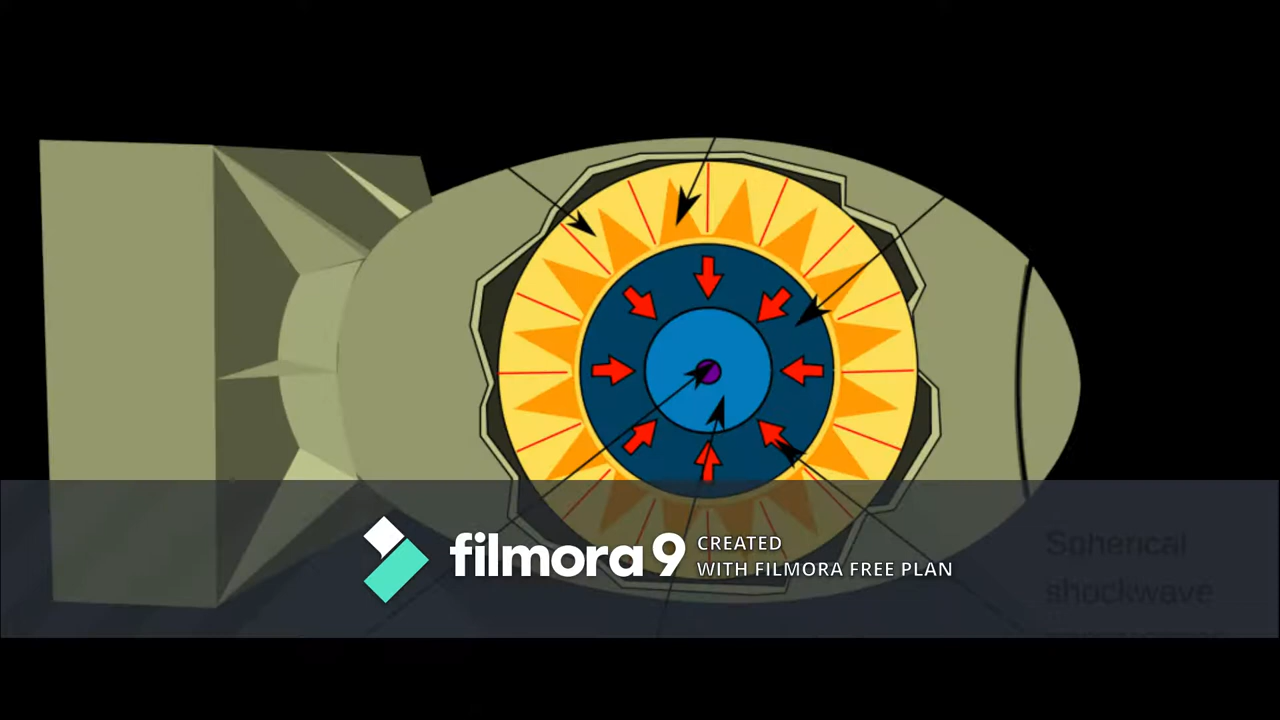 filmora 9
CREATED
WITH FILMORA FREE PLAN
Spherical
shockwave